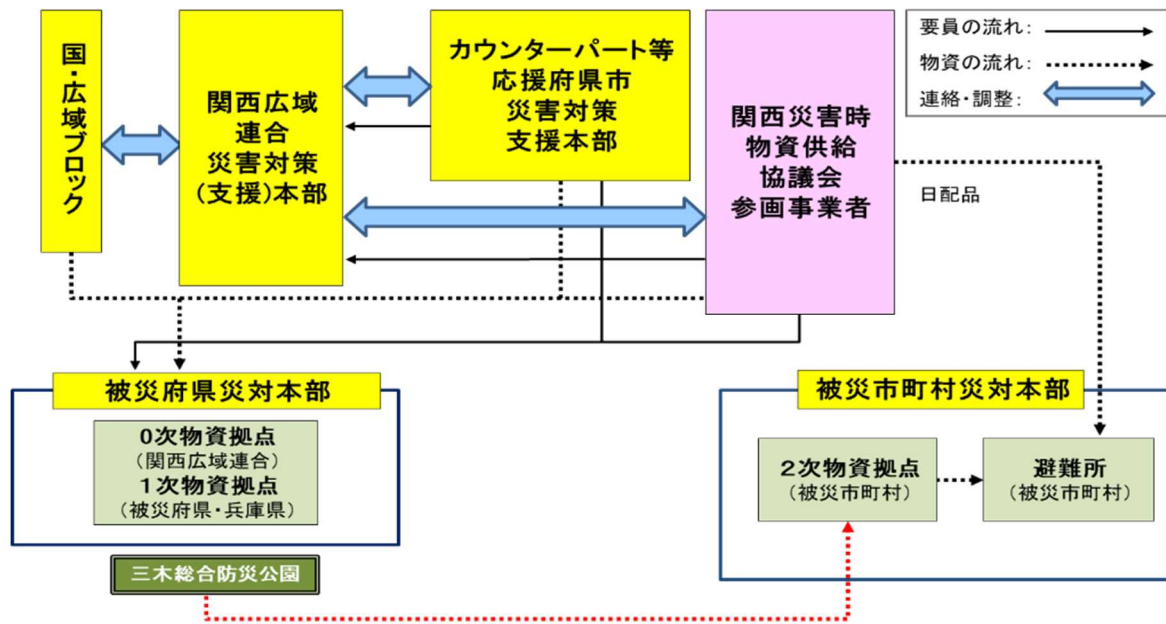 国・広域ブロック
関西広域
連合
災害対策
(支援)本部
カウンターパート等
応援府県市
災害対策
支援本部
関西災害時
物資供給
協議会
参画事業者
要員の流れ:
物資の流れ:
連絡・調整:
日配品
被災府県災対本部
0次物資拠点
(関西広域連合)
1次物資拠点
(被災府県・兵庫県)
三木総合防災公園
被災市町村災対本部
2次物資拠点
(被災市町村)
避難所
(被災市町村)